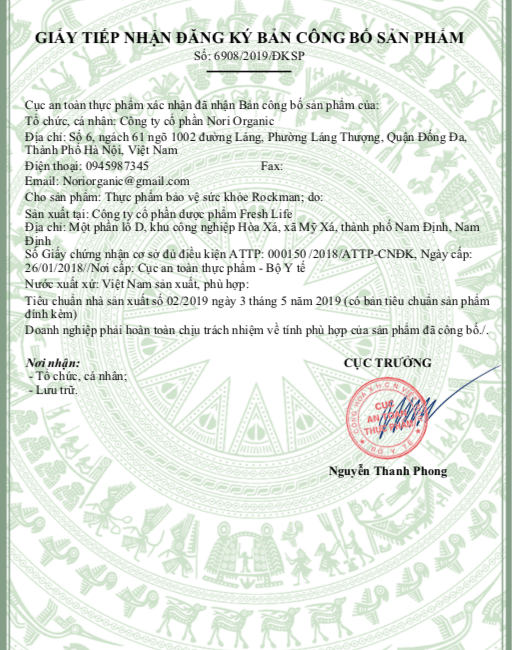 GIẤY TIẾP NHẬN ĐĂNG KÝ BẢN CÔNG BỐ SẢN PHẨM
Số: 6908/2019/ĐKSP
Cục an toàn thực phẩm xác nhận đã nhận Bản công bố sản phẩm của:
Tổ chức, cá nhân: Công ty cổ phần Nori Organic
Địa chỉ: Số 6, ngách 61 ngõ 1002 đường Láng, Phường Láng Thượng, Quận Đống Đa,
Thành Phố Hà Nội, Việt Nam
Điện thoại: 0945987345 Fax:
Email: Noriorganic@gmail.com
Cho sản phẩm: Thực phẩm bảo vệ sức khỏe Rockman; do:
Sản xuất tại: Công ty cổ phần dược phẩm Fresh Life
Địa chỉ: Một phần lô D, khu công nghiệp Hòa Xá, xã Mỹ Xá, thành phố Nam Định, Nam
Định
Số Giấy chứng nhận cơ sở đủ điều kiện ATTP: 000150 /2018/ATTP-CNĐK, Ngày cấp:
26/01/2018//Nơi cấp: Cục an toàn thực phẩm - Bộ Y tế
Nước xuất xứ: Việt Nam sản xuất, phù hợp:
Tiêu chuẩn nhà sản xuất số 02/2019 ngày 3 tháng 5 năm 2019 (có bản tiêu chuẩn sản phẩm
đính kèm)
Doanh nghiệp phải hoàn toàn chịu trách nhiệm về tính phù hợp của sản phẩm đã công bố./.
Nơi nhận:
- Tổ chức, cá nhân;
- Lưu trữ.
CỤC TRƯỞNG
CỘNG HÒA X.H.C.N VIỆT
CỤC
AN TOÀN
THỰC PHẨM
BỘ Y TẾ
Nguyễn Thanh Phong